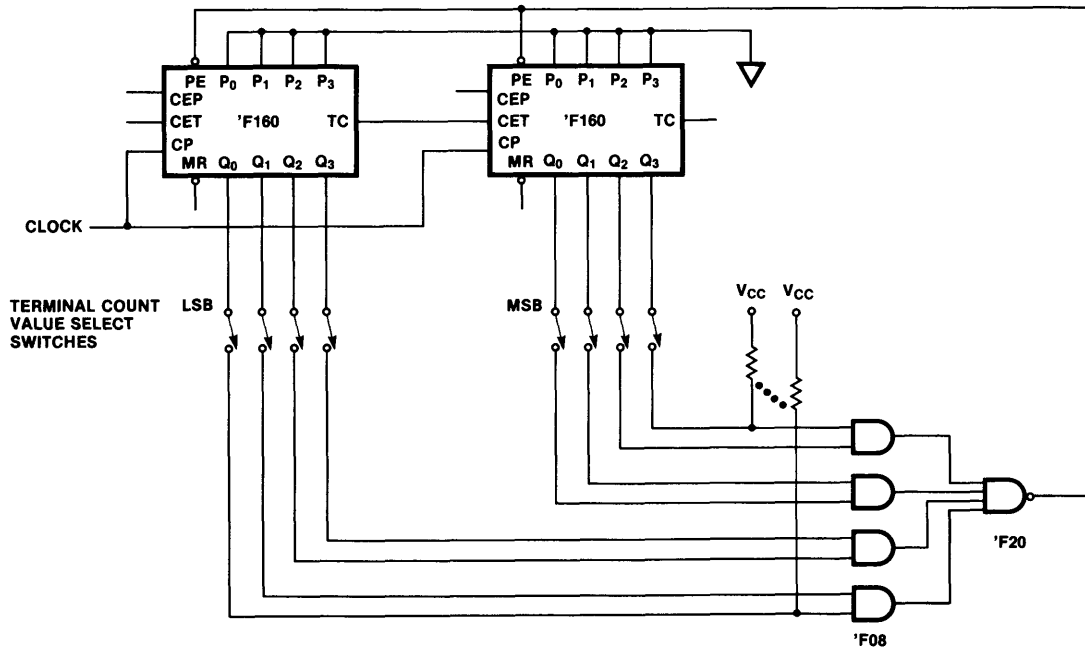 PE P₀ P₁ P₂ P₃
CEP
CET 'F160 TC
CP
MR Q₀ Q₁ Q₂ Q₃
PE P₀ P₁ P₂ P₃
CEP
CET 'F160 TC
CP
MR Q₀ Q₁ Q₂ Q₃
CLOCK
TERMINAL COUNT
VALUE SELECT
SWITCHES
LSB
MSB
VCC VCC
'F20
'F08